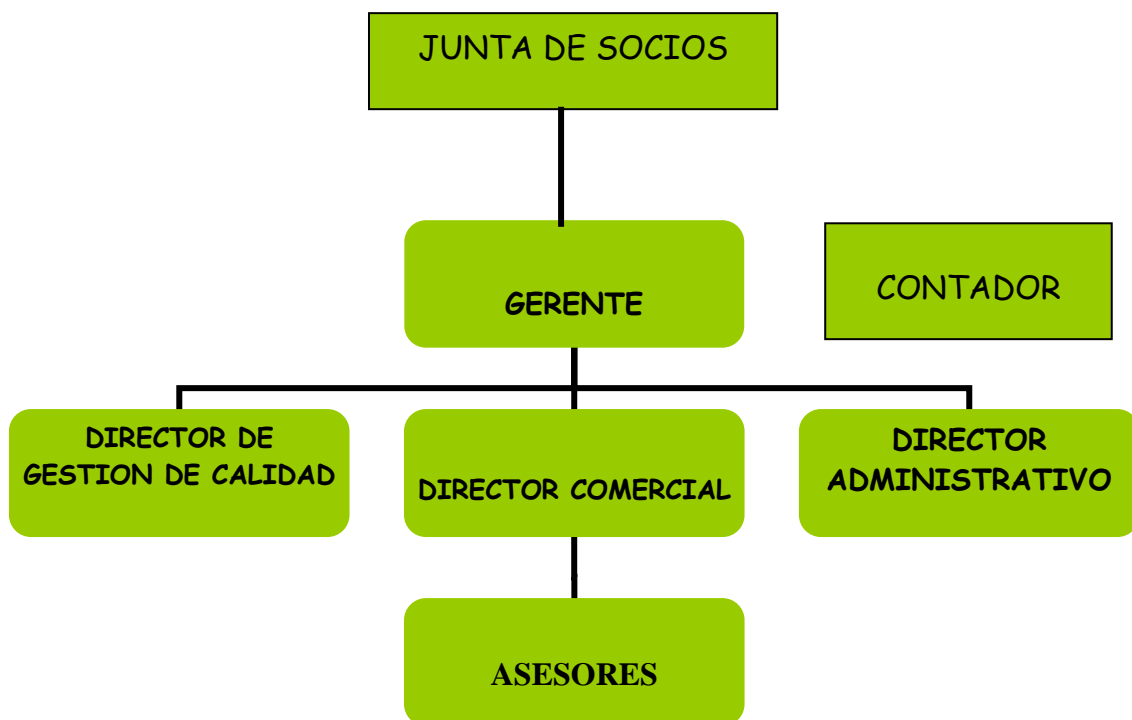 JUNTA DE SOCIOS
GERENTE
CONTADOR
DIRECTOR DE
GESTION DE CALIDAD
DIRECTOR COMERCIAL
DIRECTOR
ADMINISTRATIVO
ASESORES